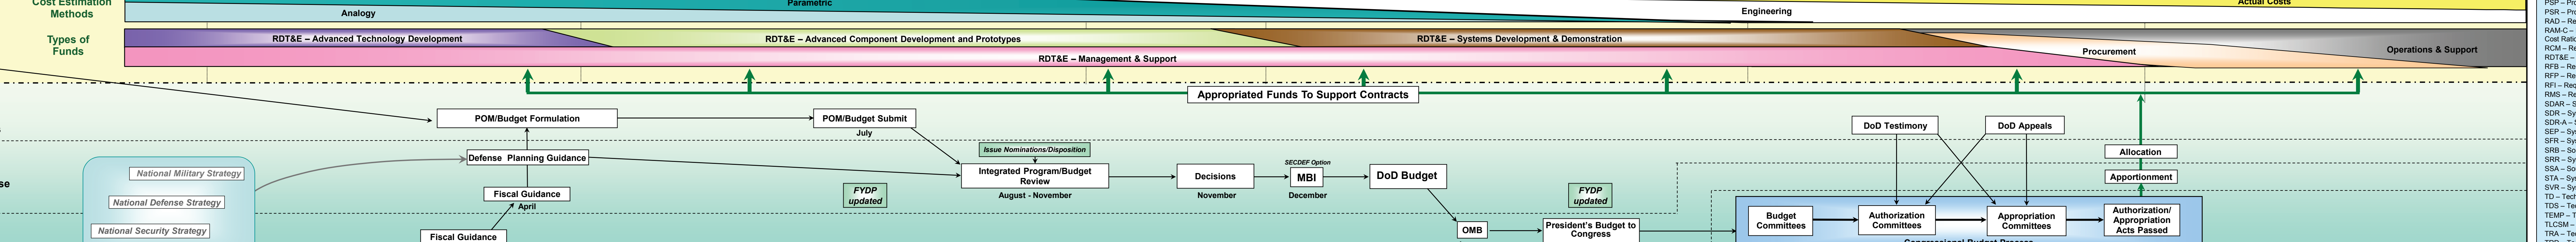 Cost Estimation
Methods
Parametric
Analogy
Engineering
Actual Costs
Types of
Funds
RDT&E – Advanced Technology Development
RDT&E – Advanced Component Development and Prototypes
RDT&E – Systems Development & Demonstration
Procurement
Operations & Support
RDT&E – Management & Support
Appropriated Funds To Support Contracts
POM/Budget Formulation
POM/Budget Submit
July
DoD Testimony
DoD Appeals
Defense Planning Guidance
Issue Nominations/Disposition
Integrated Program/Budget
Review
August - November
Decisions
November
SECDEF Option
MBI
December
DoD Budget
Allocation
Apportionment
National Military Strategy
National Defense Strategy
National Security Strategy
Fiscal Guidance
April
Fiscal Guidance
FYDP
updated
FYDP
updated
OMB
President's Budget to
Congress
Budget
Committees
Authorization
Committees
Appropriation
Committees
Authorization/
Appropriation
Acts Passed
Congressional Budget Process
RAM-C –
RDT&E –